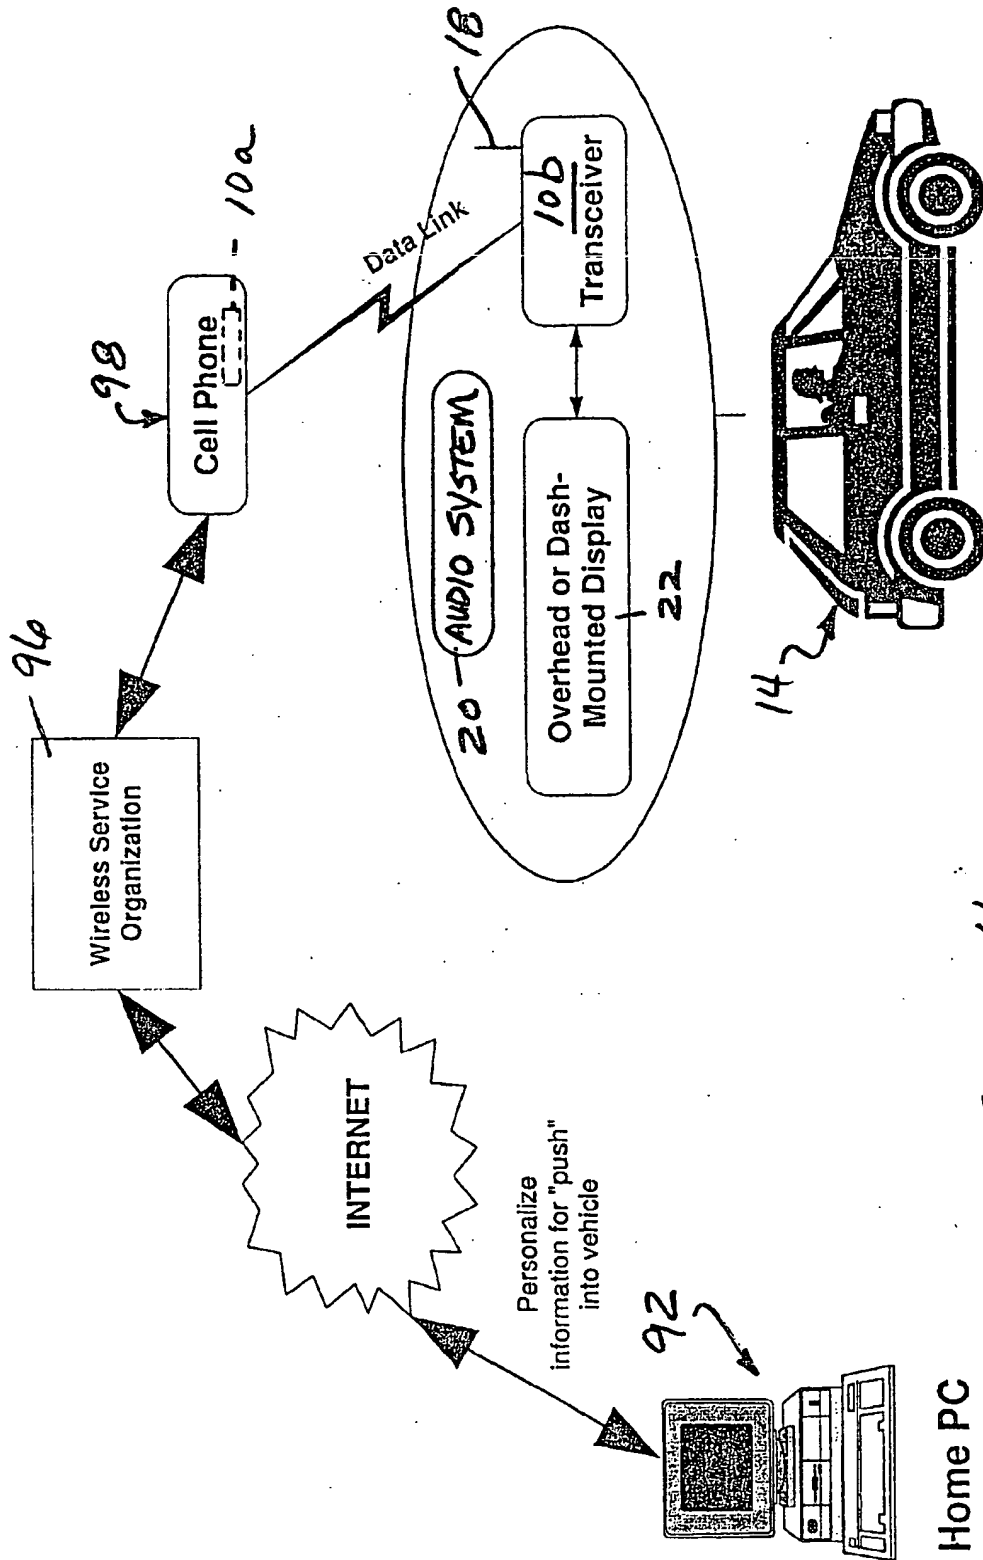 96
Wireless Service
Organization
98
Cell Phone
10a
Data Link
18
INTERNET
20
AUDIO SYSTEM
10b
Transceiver
Overhead or Dash-
Mounted Display
22
Personalize
information for "push"
into vehicle
92
14
Home PC